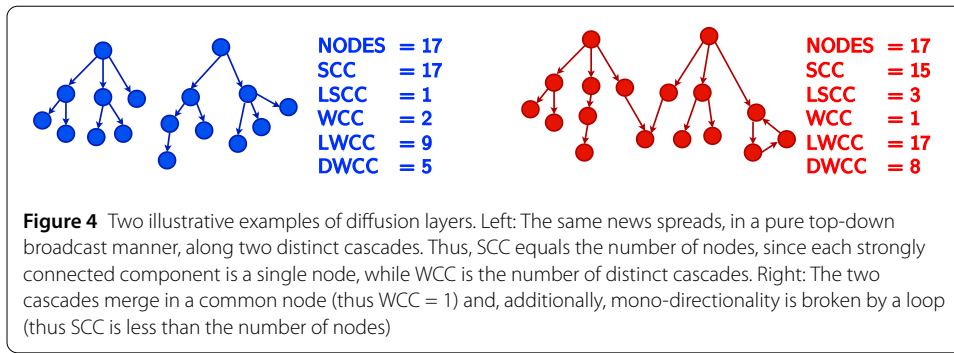 NODES = 17
SCC = 17
LSCC = 1
WCC = 2
LWCC = 9
DWCC = 5
NODES = 17
SCC = 15
LSCC = 3
WCC = 1
LWCC = 17
DWCC = 8
Figure 4 Two illustrative examples of diffusion layers. Left: The same news spreads, in a pure top-down
broadcast manner, along two distinct cascades. Thus, SCC equals the number of nodes, since each strongly
connected component is a single node, while WCC is the number of distinct cascades. Right: The two
cascades merge in a common node (thus WCC = 1) and, additionally, mono-directionality is broken by a loop
(thus SCC is less than the number of nodes)